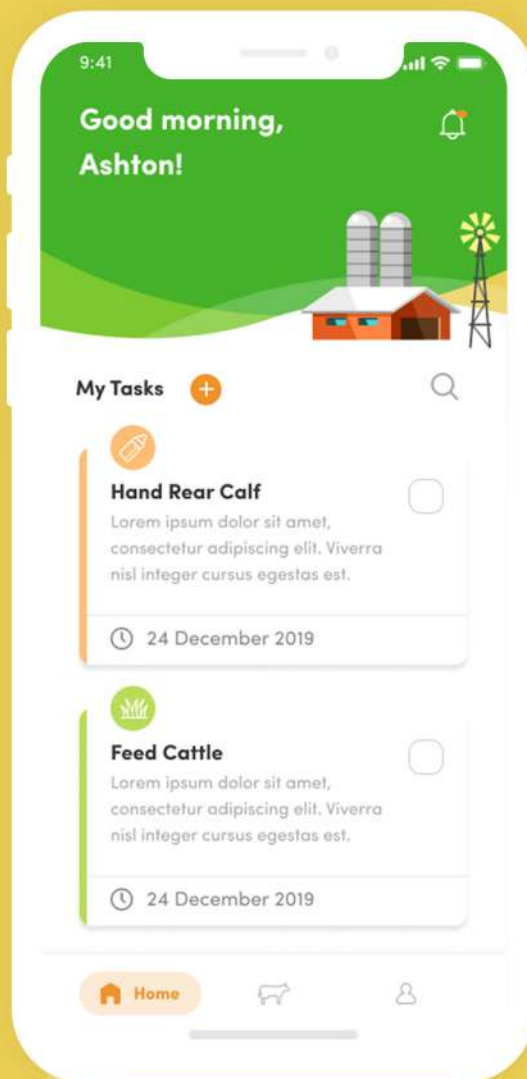 9:41
Good morning,
Ashton!
My Tasks
Hand Rear Calf
Lorem ipsum dolor sit amet,
consectetur adipiscing elit. Viverra
nisl integer cursus egestas est.
24 December 2019
Feed Cattle
Lorem ipsum dolor sit amet,
consectetur adipiscing elit. Viverra
nisl integer cursus egestas est.
24 December 2019
Home